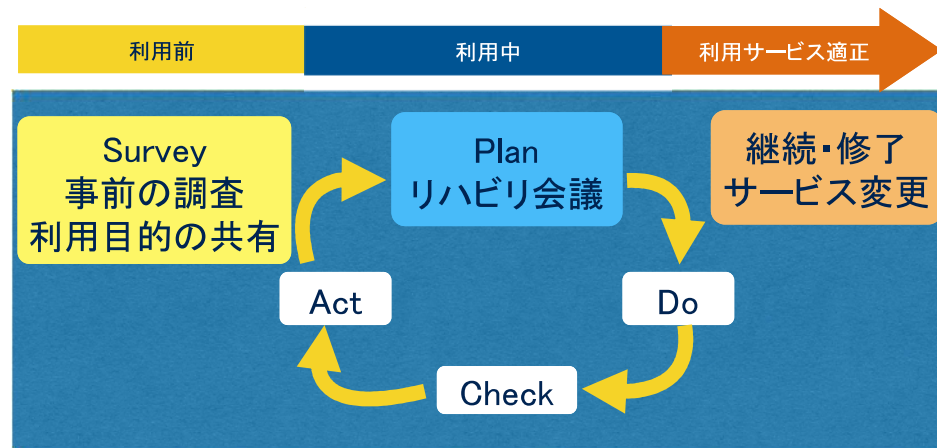 利用前
利用中
利用サービス適正
Survey
事前の調査
利用目的の共有
Plan
リハビリ会議
継続・修了
サービス変更
Act
Do
Check